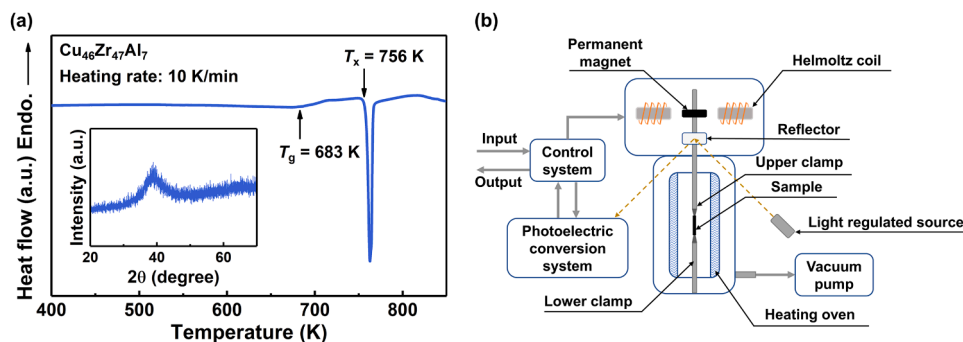 (a)
Cu46Zr47Al7
Heating rate: 10 K/min
Tx = 756 K
Tg = 683 K
Heat flow (a.u.) Endo.
Intensity (a.u.)
20 40 60
2θ (degree)
400 500 600 700 800
Temperature (K)
(b)
Permanent
magnet
Helmoltz coil
Input
Output
Control
system
Reflector
Upper clamp
Sample
Light regulated source
Photoelectric
conversion
system
Lower clamp
Vacuum
pump
Heating oven